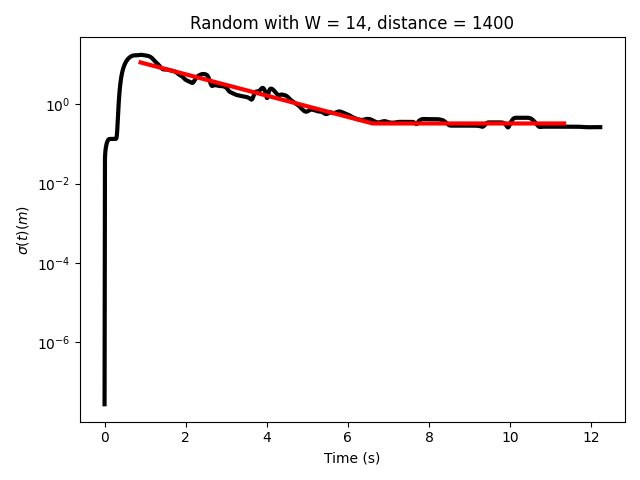 Random with W = 14, distance = 1400
10⁰
10⁻²
10⁻⁴
10⁻⁶
σ(t)(m)
0 2 4 6 8 10 12
Time (s)